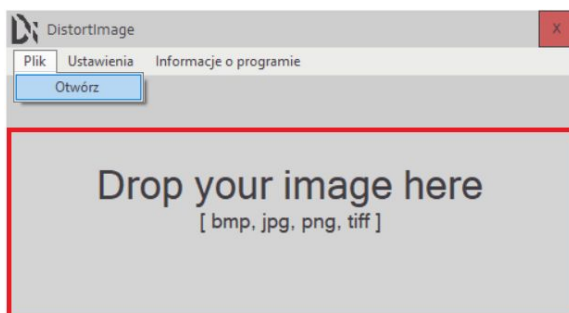 DistortImage
x
Plik Ustawienia Informacje o programie
Otwórz
Drop your image here
[ bmp, jpg, png, tiff ]